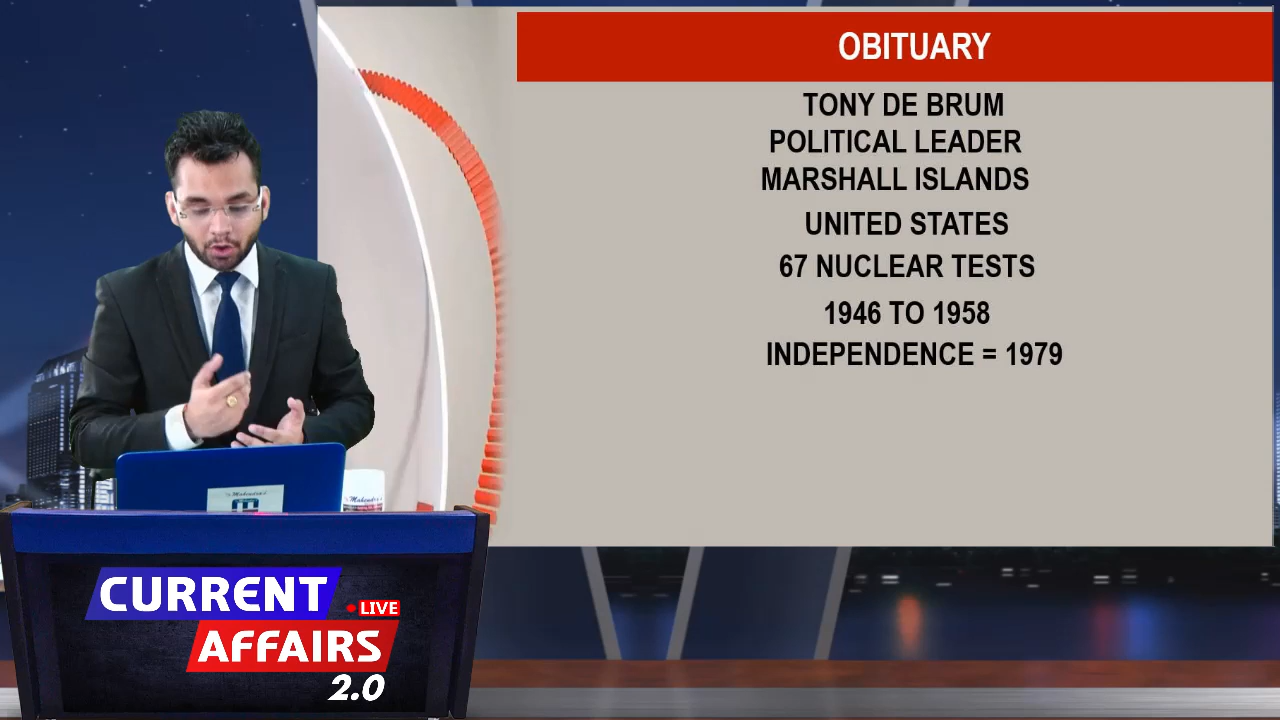 OBITUARY
TONY DE BRUM
POLITICAL LEADER
MARSHALL ISLANDS
UNITED STATES
67 NUCLEAR TESTS
1946 TO 1958
INDEPENDENCE = 1979
Mahendra's
CURRENT
LIVE
AFFAIRS
2.0